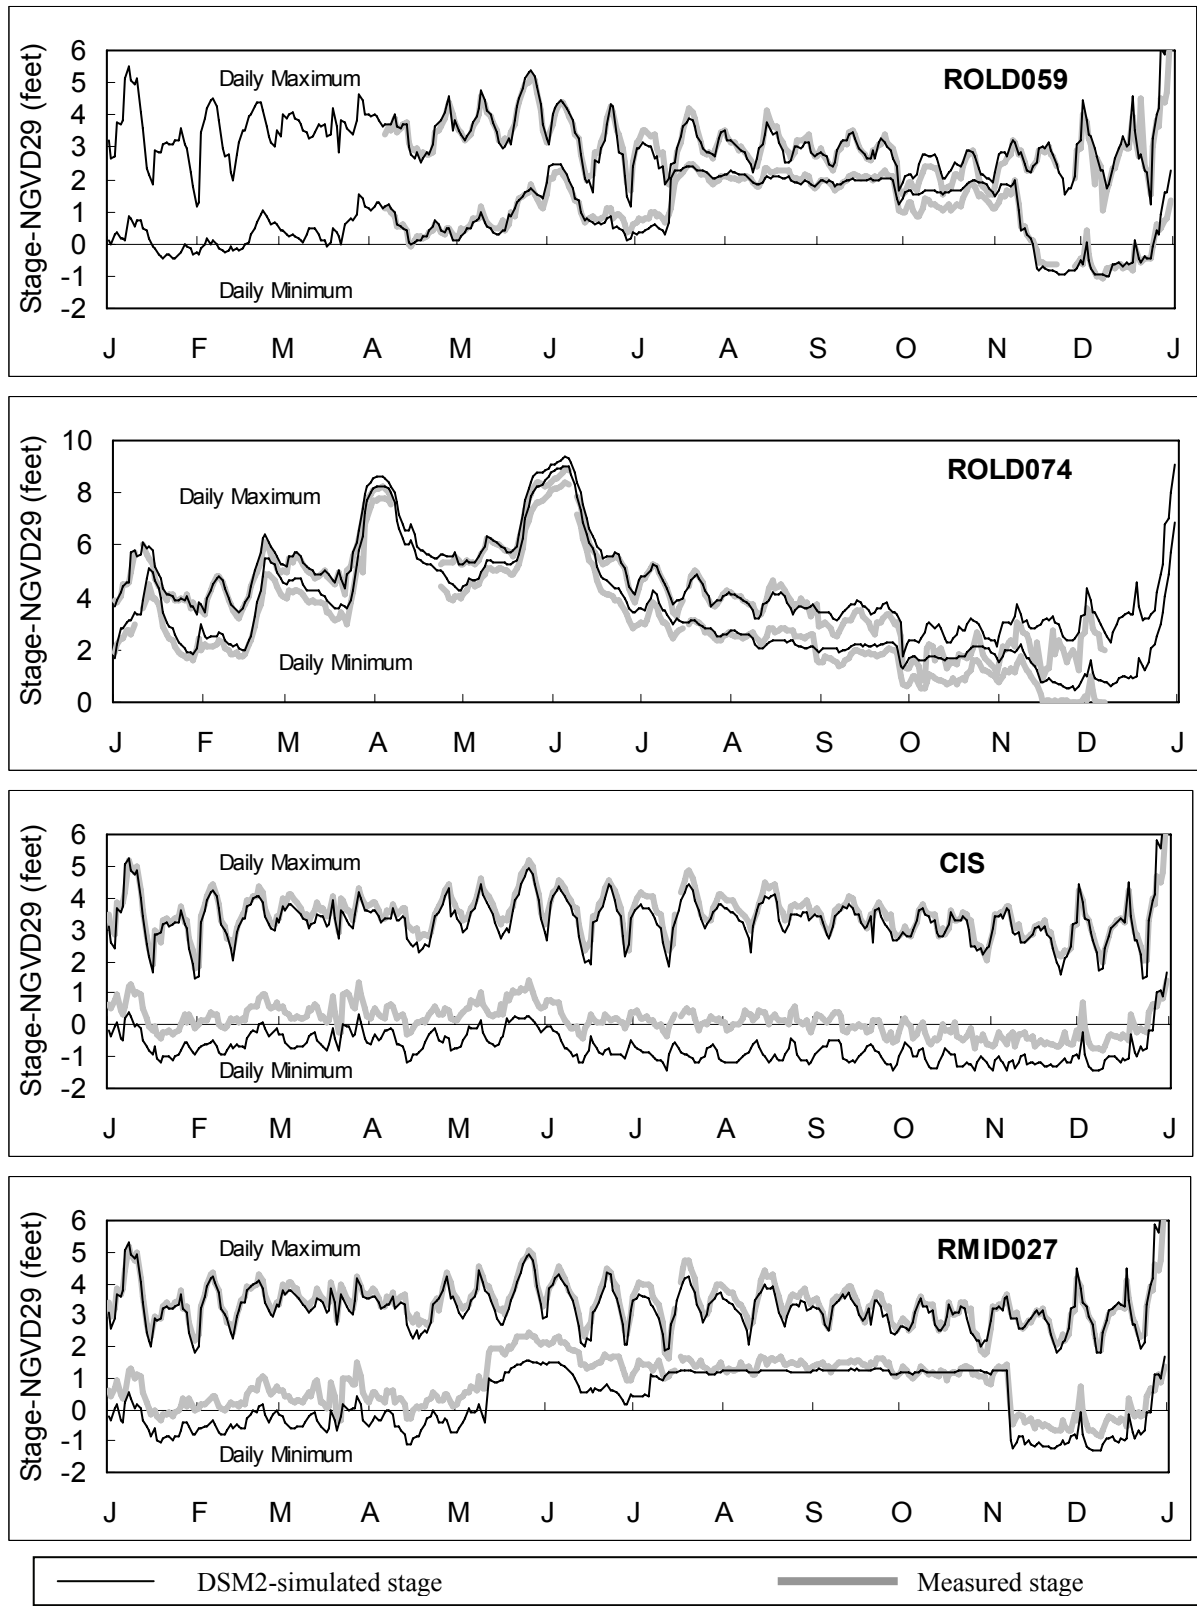 Stage-NGVD29 (feet)
6
5
4
3
2
1
0
-1
-2
Daily Maximum
ROLD059
Daily Minimum
J F M A M J J A S O N D J
Stage-NGVD29 (feet)
10
8
6
4
2
0
ROLD074
Daily Maximum
Daily Minimum
J F M A M J J A S O N D J
Stage-NGVD29 (feet)
6
5
4
3
2
1
0
-1
-2
Daily Maximum
CIS
Daily Minimum
J F M A M J J A S O N D J
Stage-NGVD29 (feet)
6
5
4
3
2
1
0
-1
-2
Daily Maximum
RMID027
Daily Minimum
J F M A M J J A S O N D J
DSM2-simulated stage Measured stage